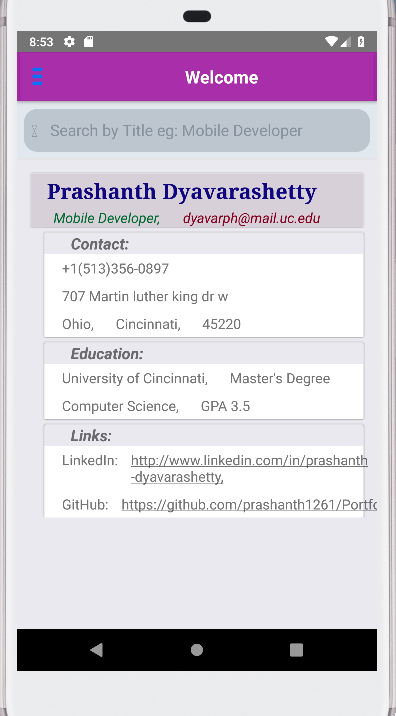 8:53
Welcome
Search by Title eg: Mobile Developer
Prashanth Dyavarashetty
Mobile Developer, dyavarph@mail.uc.edu
Contact:
+1(513)356-0897
707 Martin luther king dr w
Ohio, Cincinnati, 45220
Education:
University of Cincinnati, Master's Degree
Computer Science, GPA 3.5
Links:
LinkedIn: http://www.linkedin.com/in/prashanth
-dyavarashetty,
GitHub: https://github.com/prashanth1261/Portfo